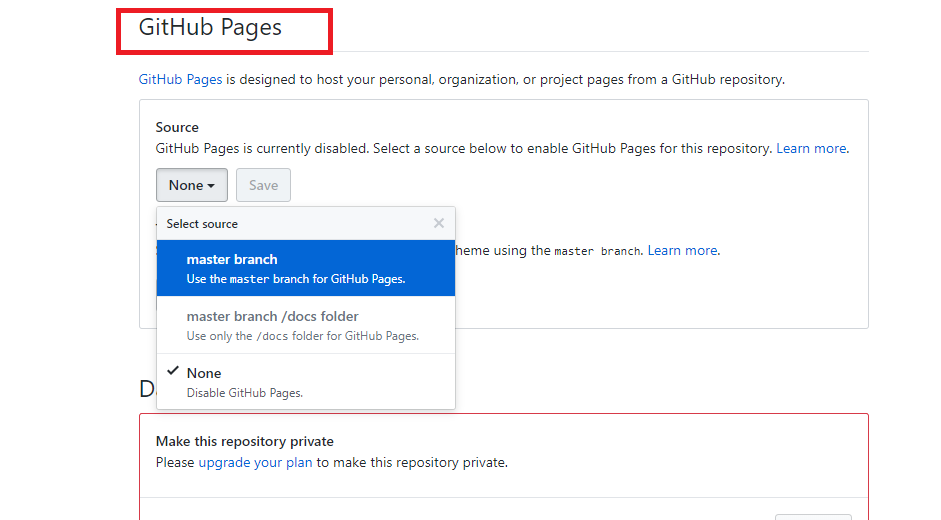 GitHub Pages
GitHub Pages is designed to host your personal, organization, or project pages from a GitHub repository.
Source
GitHub Pages is currently disabled. Select a source below to enable GitHub Pages for this repository. Learn more.
None Save
Select source
master branch
Use the master branch for GitHub Pages.
heme using the master branch. Learn more.
master branch /docs folder
Use only the /docs folder for GitHub Pages.
None
Disable GitHub Pages.
Make this repository private
Please upgrade your plan to make this repository private.